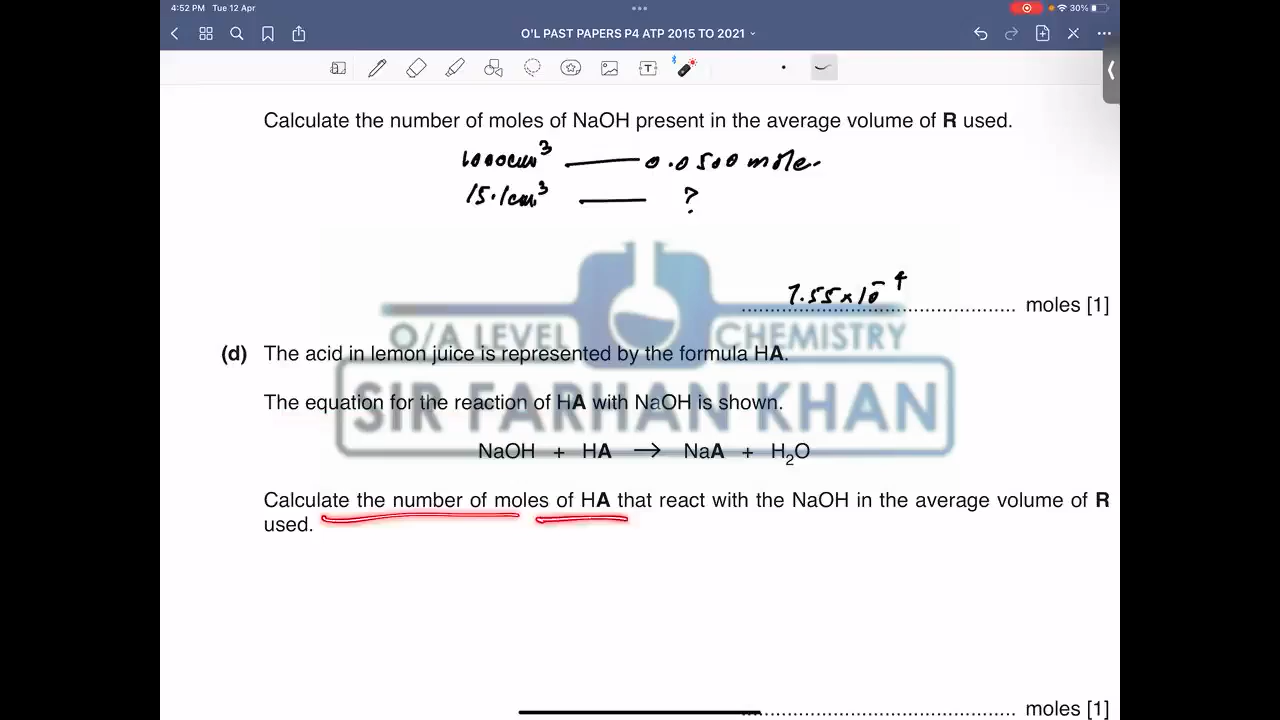 4:52 PM Tue 12 Apr
30%
O'L PAST PAPERS P4 ATP 2015 TO 2021
Calculate the number of moles of NaOH present in the average volume of R used.
1000cm³ — 0.0500 mole.
15.1cm³ — ?
7.55×10⁻⁴
moles [1]
O/A LEVEL CHEMISTRY
(d) The acid in lemon juice is represented by the formula HA.
SIR FARHAN KHAN
The equation for the reaction of HA with NaOH is shown.
NaOH + HA → NaA + H₂O
Calculate the number of moles of HA that react with the NaOH in the average volume of R
used.
moles [1]